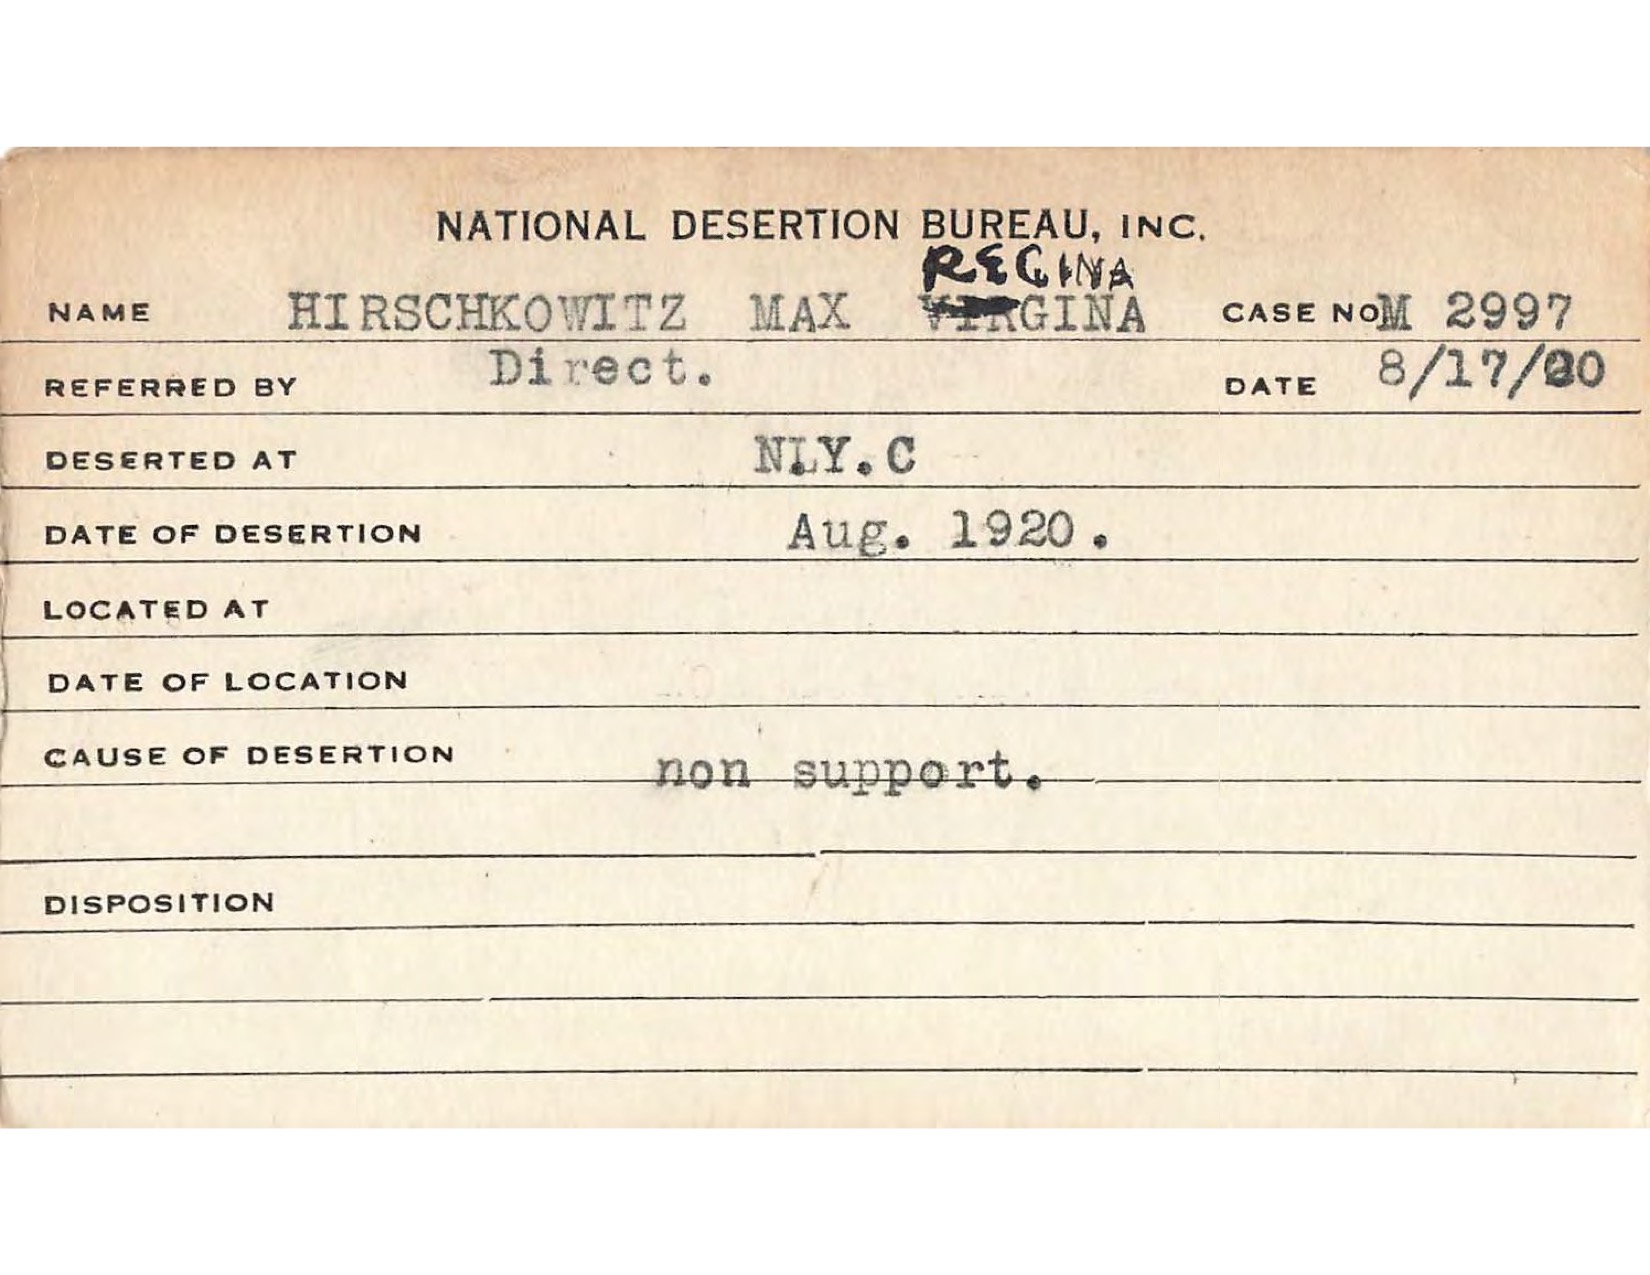 NATIONAL DESERTION BUREAU, INC.
REGINA
NAME HIRSCHKOWITZ MAX VIRGINA CASE NO M 2997
REFERRED BY Direct. DATE 8/17/20
DESERTED AT N.Y.C
DATE OF DESERTION Aug. 1920.
LOCATED AT
DATE OF LOCATION
CAUSE OF DESERTION non support.
DISPOSITION